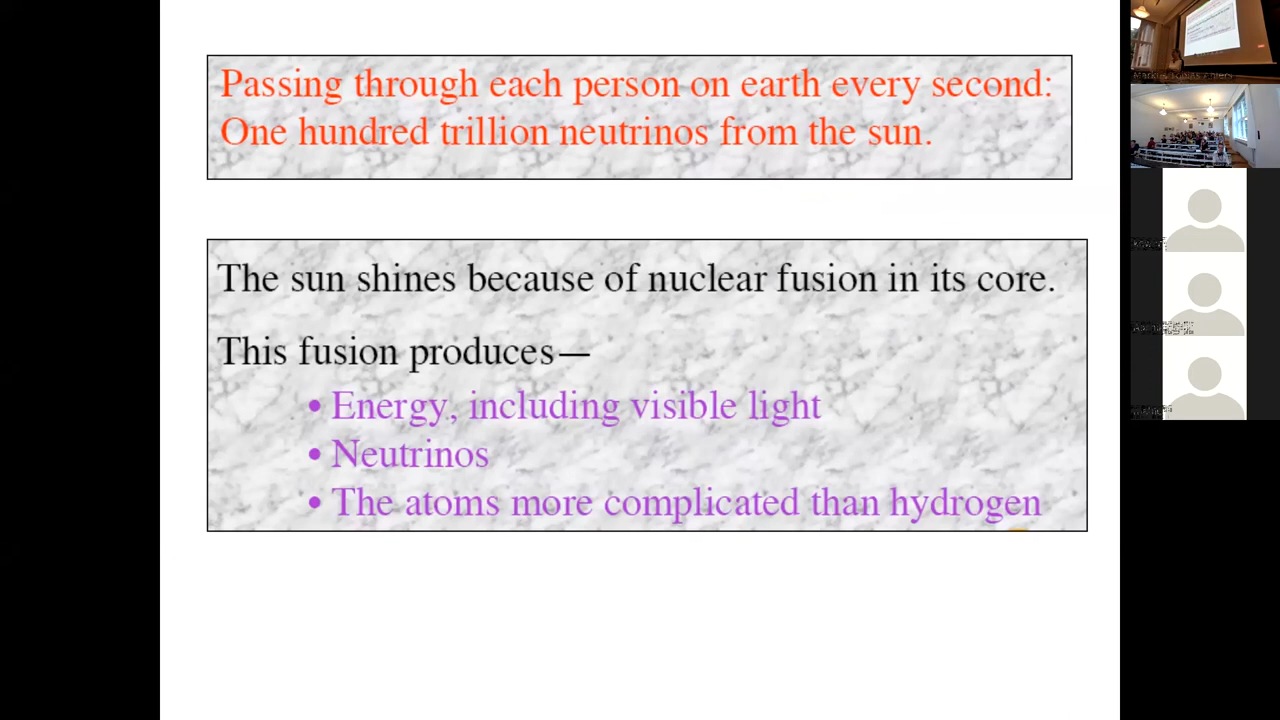 Passing through each person on earth every second:
One hundred trillion neutrinos from the sun.
The sun shines because of nuclear fusion in its core.
This fusion produces—
• Energy, including visible light
• Neutrinos
• The atoms more complicated than hydrogen